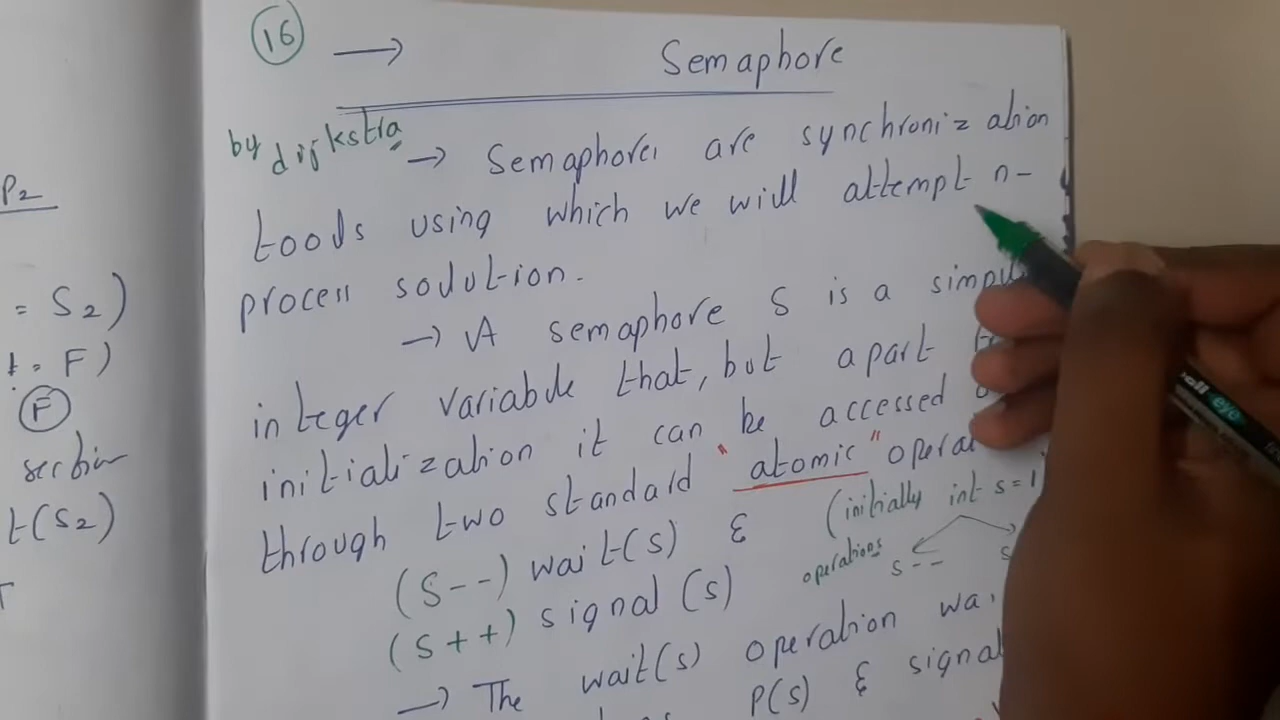 16 → Semaphore
by dijkstra → Semaphores are synchronization
tools using which we will attempt n-
process solution.
→ A semaphore S is a simple
integer variable that, but apart
initialization it can be accessed
through two standard "atomic" opera
(S--) wait(s) & (initially int s=1
operations s--
(S++) signal (s)
→ The wait(s) operation wa
P(s) & signal
P2
= S2)
= F)
F
section
t(S2)